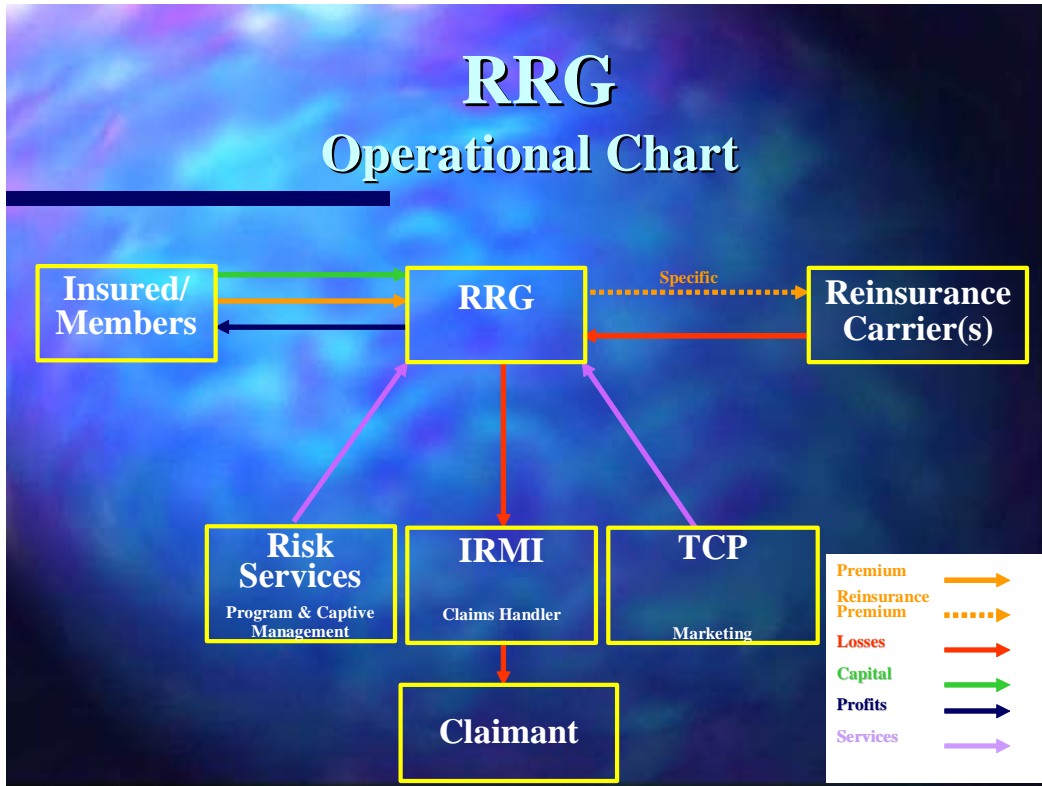 RRG
Operational Chart
Insured/
Members
RRG
Specific
Reinsurance
Carrier(s)
Risk
Services
Program & Captive
Management
IRMI
Claims Handler
TCP
Marketing
Claimant
Premium
Reinsurance
Premium
Losses
Capital
Profits
Services